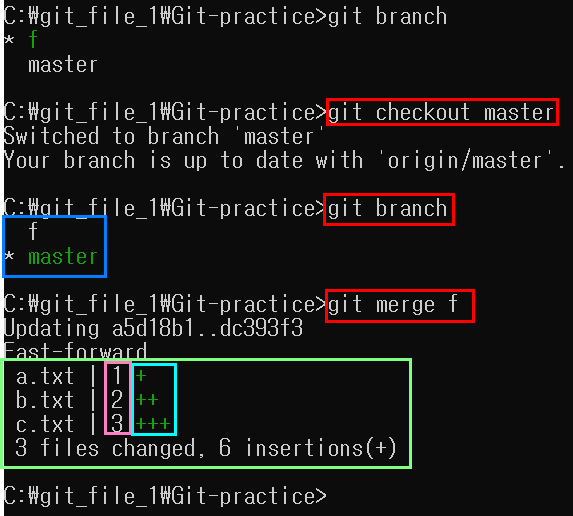 C:₩git_file_1₩Git-practice>git branch
* f
  master
C:₩git_file_1₩Git-practice>git checkout master
Switched to branch 'master'
Your branch is up to date with 'origin/master'.
C:₩git_file_1₩Git-practice>git branch
  f
* master
C:₩git_file_1₩Git-practice>git merge f
Updating a5d18b1..dc393f3
Fast-forward
 a.txt | 1 +
 b.txt | 2 ++
 c.txt | 3 +++
 3 files changed, 6 insertions(+)
C:₩git_file_1₩Git-practice>